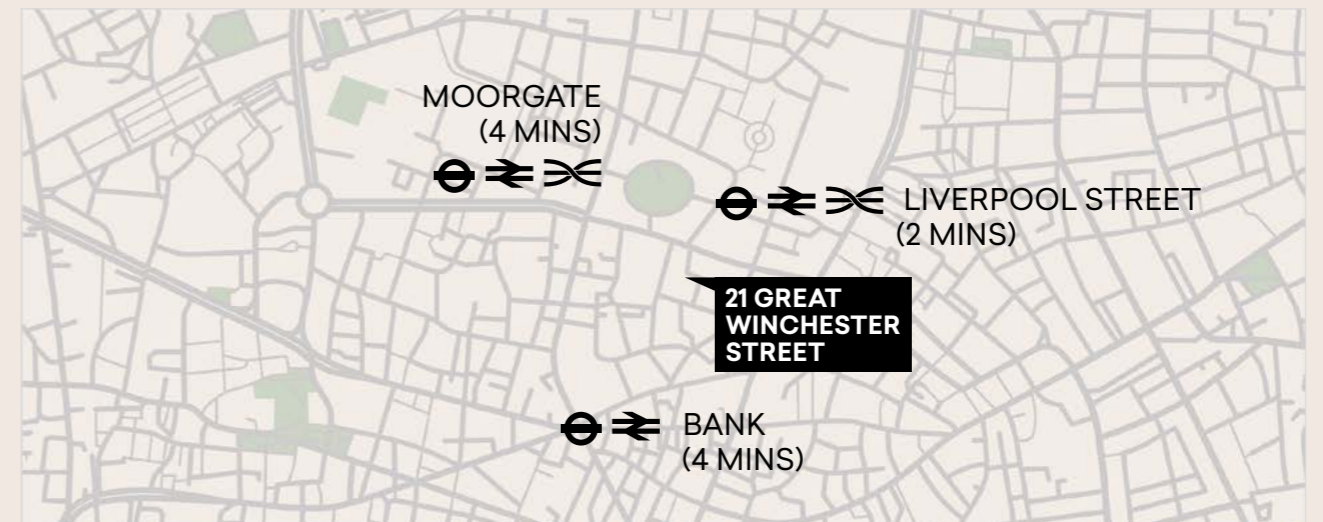 MOORGATE
(4 MINS)
LIVERPOOL STREET
(2 MINS)
21 GREAT
WINCHESTER
STREET
BANK
(4 MINS)